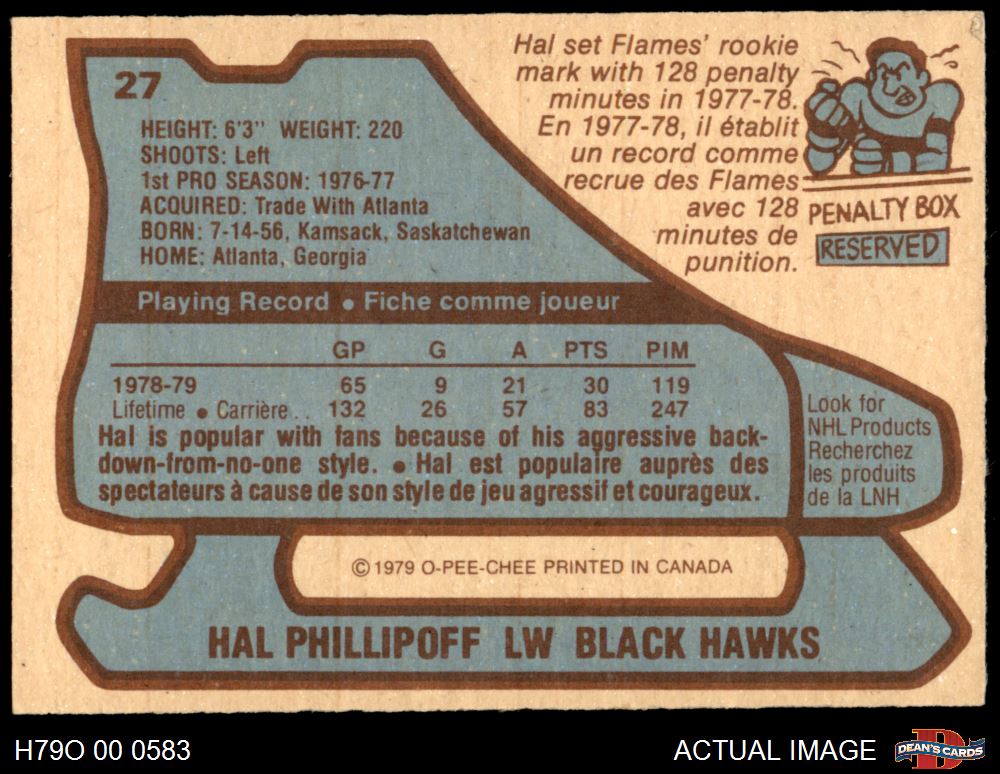 27
HEIGHT: 6'3" WEIGHT: 220
SHOOTS: Left
1st PRO SEASON: 1976-77
ACQUIRED: Trade With Atlanta
BORN: 7-14-56, Kamsack, Saskatchewan
HOME: Atlanta, Georgia
Hal set Flames' rookie
mark with 128 penalty
minutes in 1977-78.
En 1977-78, il établit
un record comme
recrue des Flames
avec 128
minutes de
punition.
PENALTY BOX
RESERVED
Playing Record • Fiche comme joueur
GP G A PTS PIM
1978-79 65 9 21 30 119
Lifetime • Carrière . . 132 26 57 83 247
Hal is popular with fans because of his aggressive back-
down-from-no-one style. • Hal est populaire auprès des
spectateurs à cause de son style de jeu agressif et courageux.
Look for
NHL Products
Recherchez
les produits
de la LNH
© 1979 O-PEE-CHEE PRINTED IN CANADA
HAL PHILLIPOFF LW BLACK HAWKS
H79O 00 0583
ACTUAL IMAGE
DEAN'S CARDS